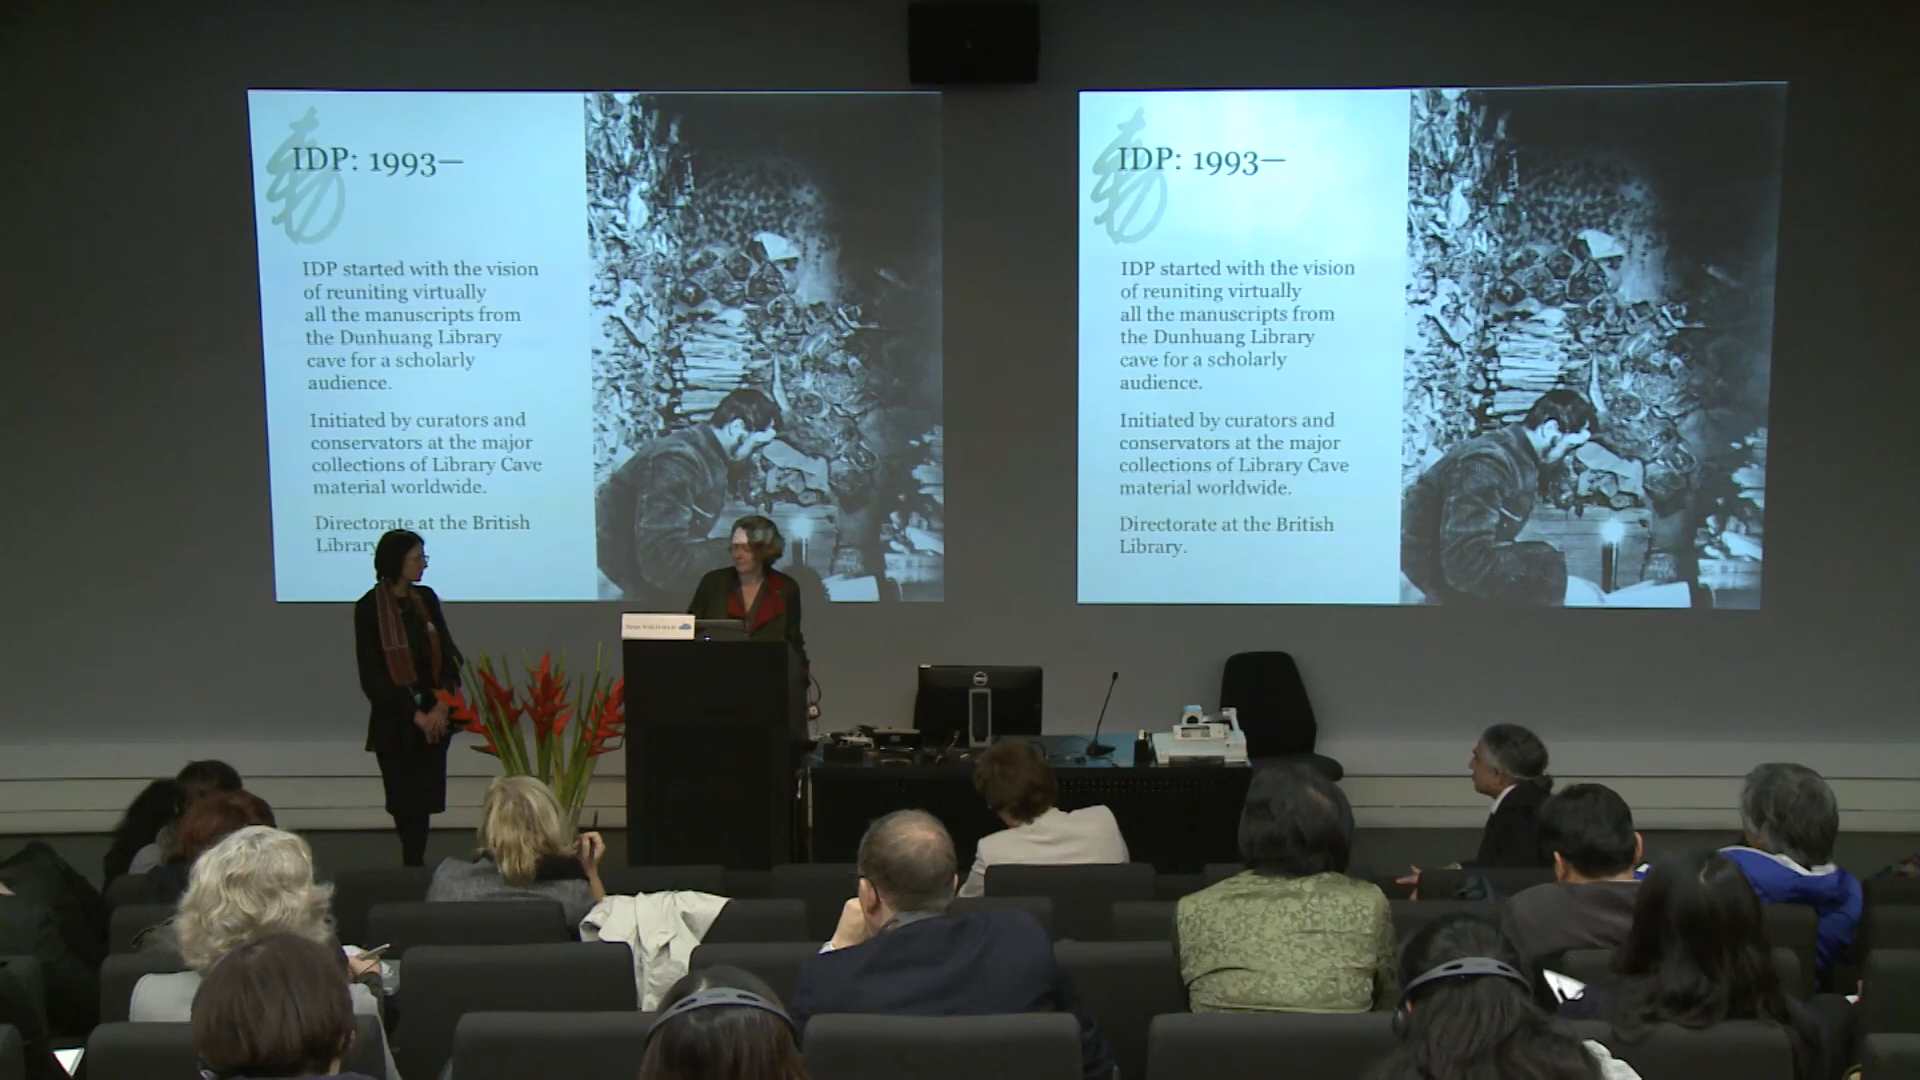 IDP: 1993—
IDP started with the vision
of reuniting virtually
all the manuscripts from
the Dunhuang Library
cave for a scholarly
audience.
Initiated by curators and
conservators at the major
collections of Library Cave
material worldwide.
Directorate at the British
Library
IDP: 1993—
IDP started with the vision
of reuniting virtually
all the manuscripts from
the Dunhuang Library
cave for a scholarly
audience.
Initiated by curators and
conservators at the major
collections of Library Cave
material worldwide.
Directorate at the British
Library.
DELL